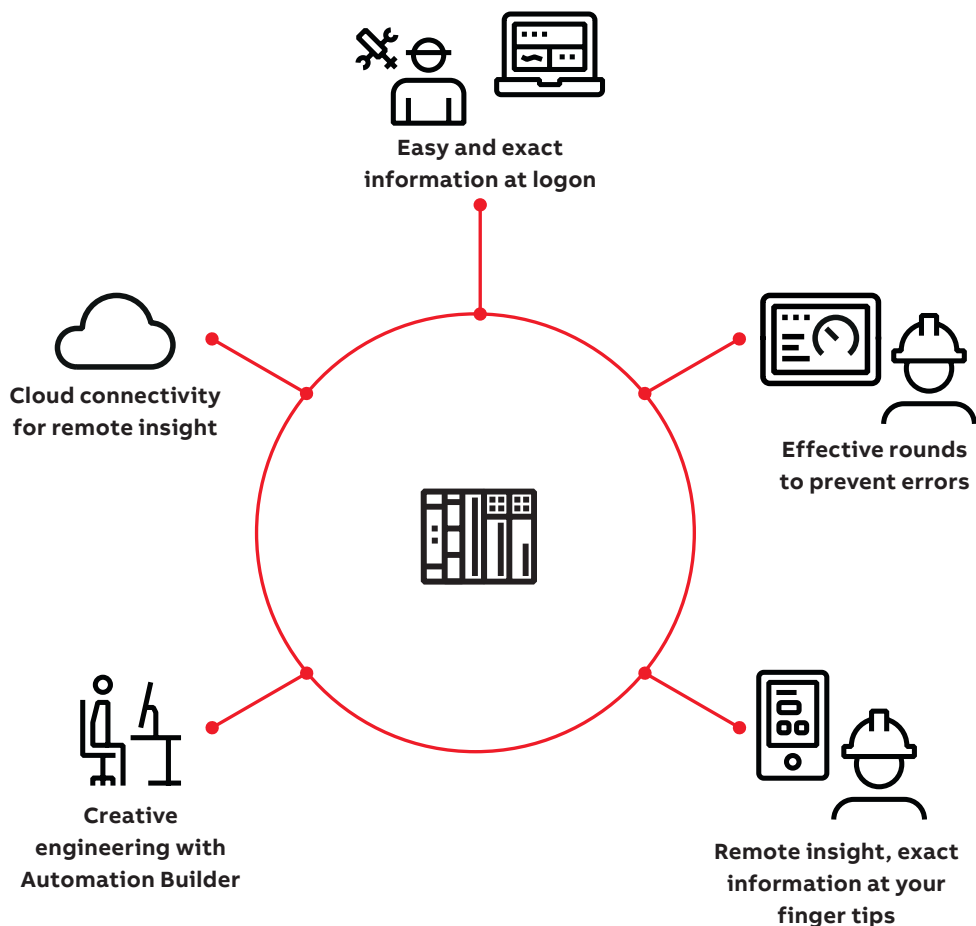 Easy and exact
information at logon
Cloud connectivity
for remote insight
Effective rounds
to prevent errors
Creative
engineering with
Automation Builder
Remote insight, exact
information at your
finger tips